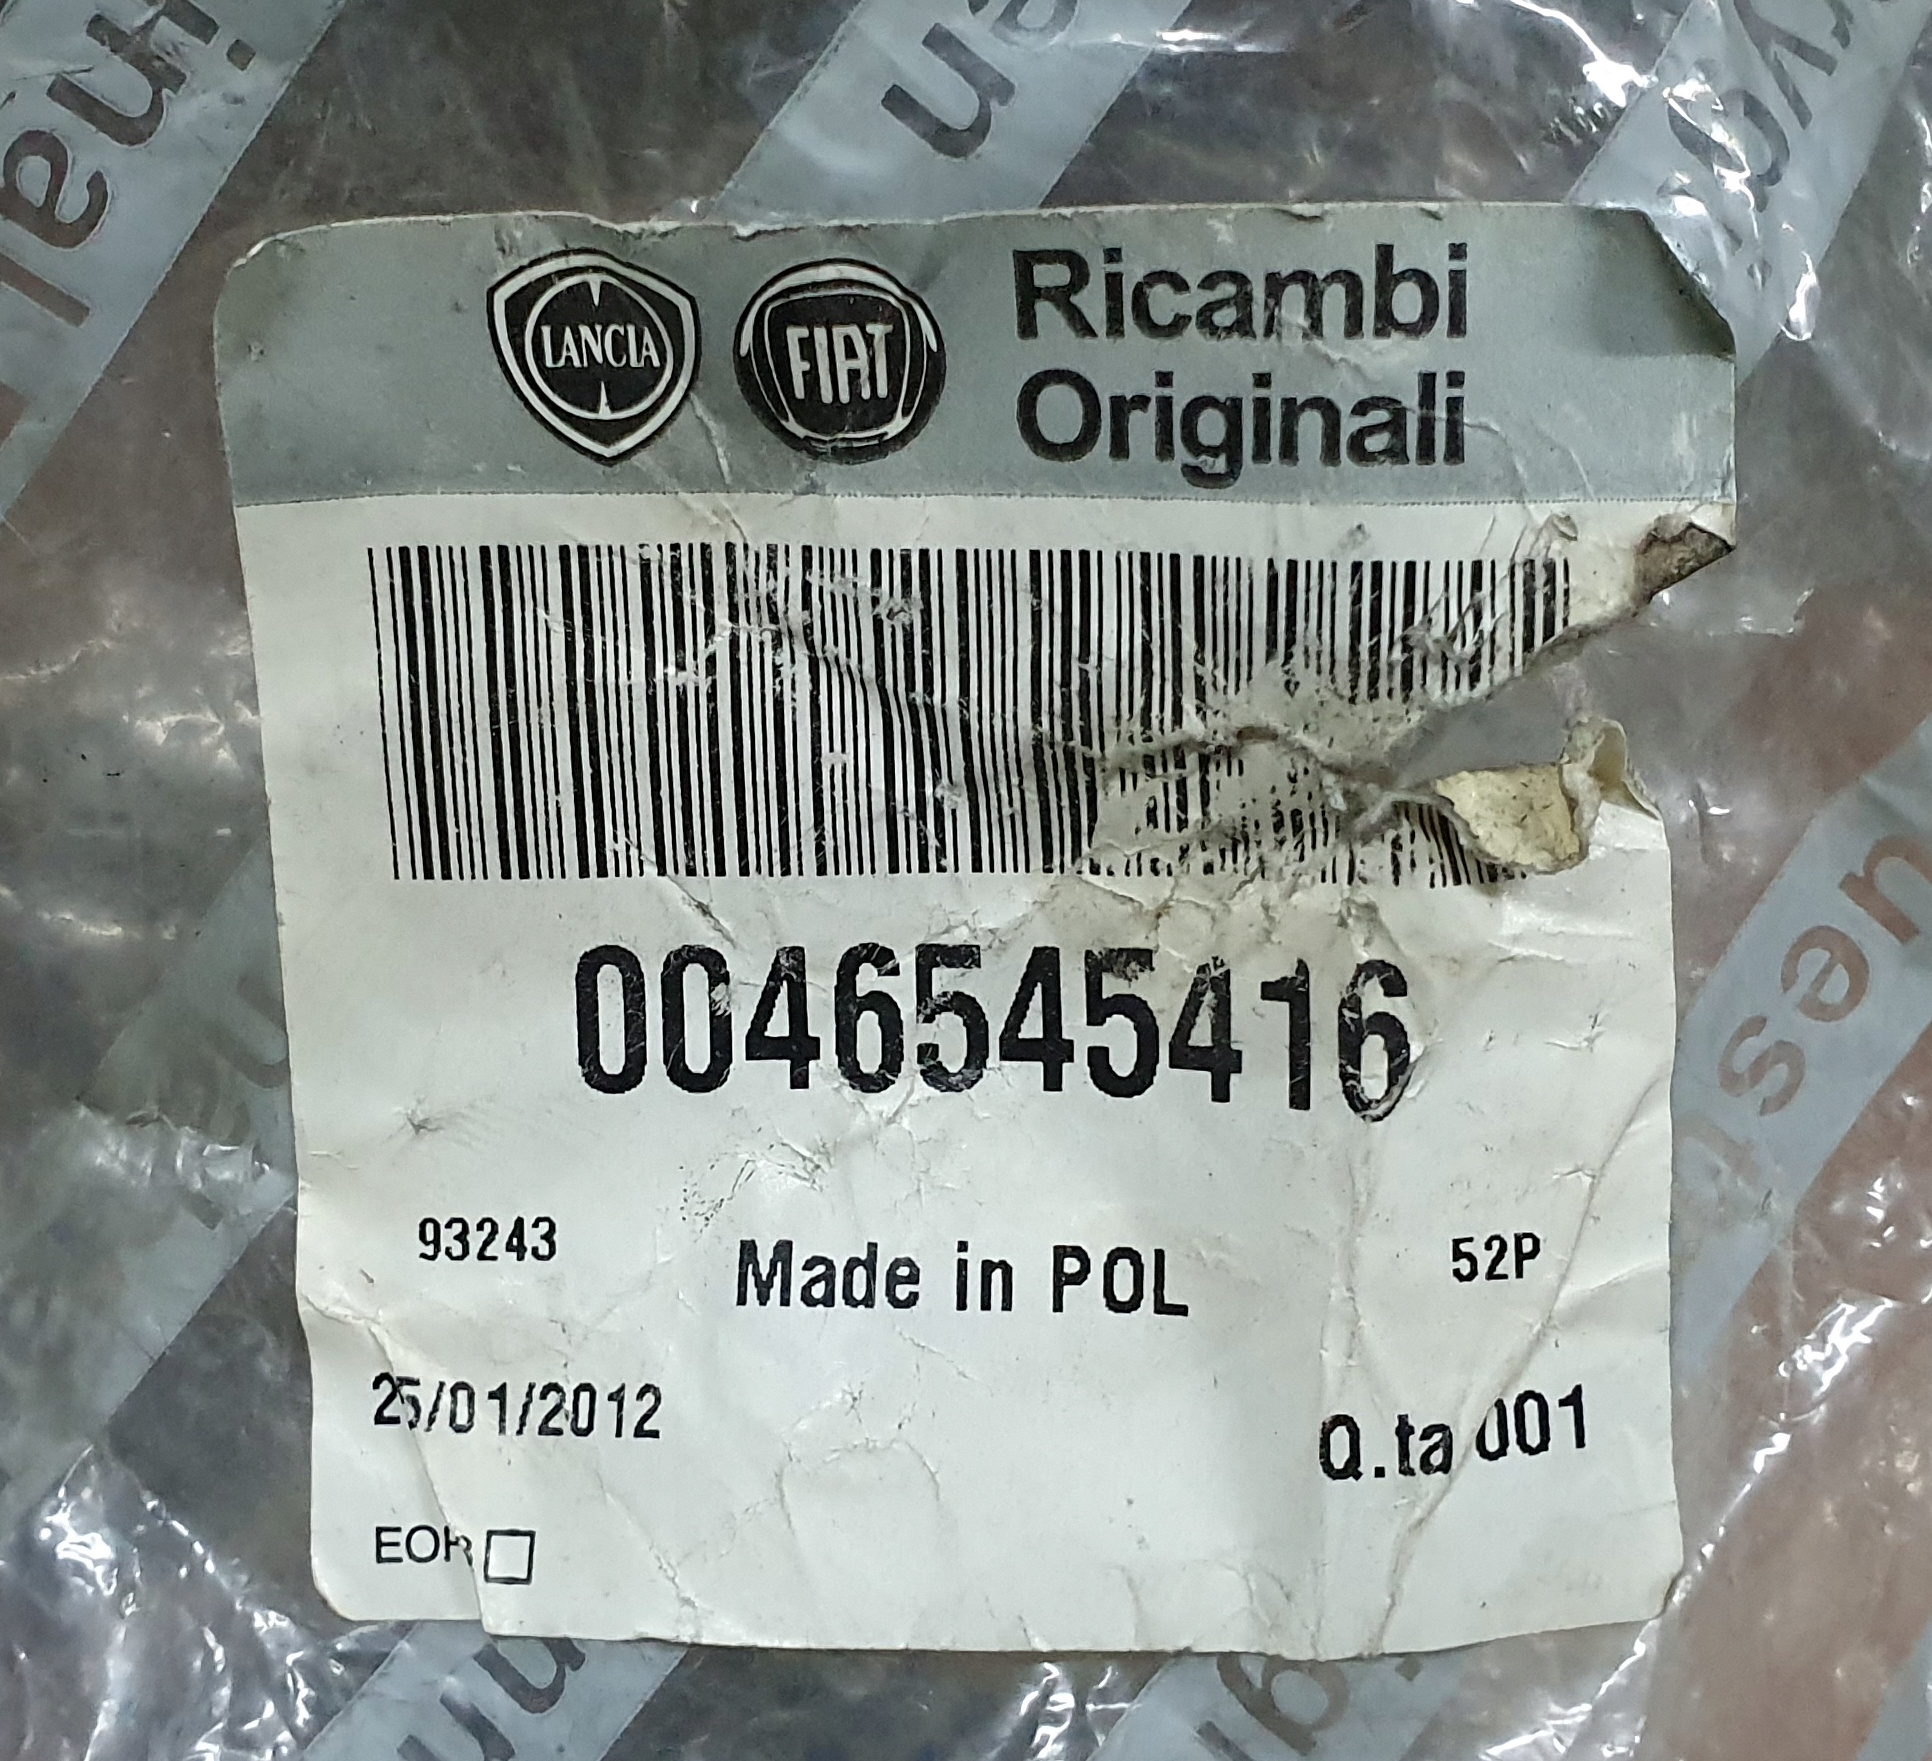 LANCIA FIAT Ricambi
Originali
0046545416
93243 Made in POL 52P
25/01/2012 Q.ta 001
EOR